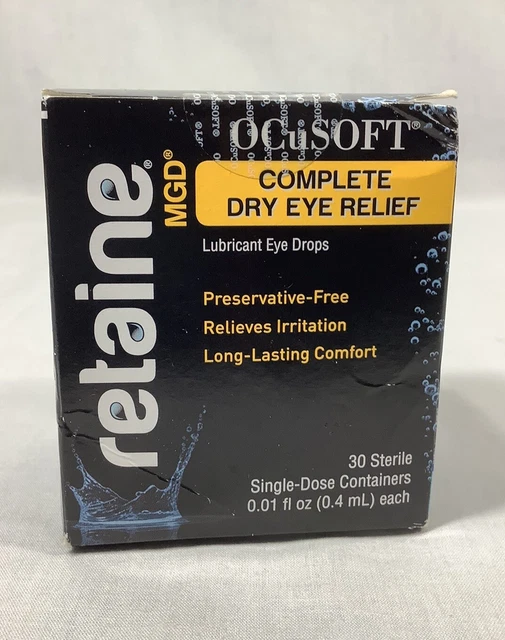 OCuSOFT®
retaine®
MGD®
COMPLETE
DRY EYE RELIEF
Lubricant Eye Drops
Preservative-Free
Relieves Irritation
Long-Lasting Comfort
30 Sterile
Single-Dose Containers
0.01 fl oz (0.4 mL) each